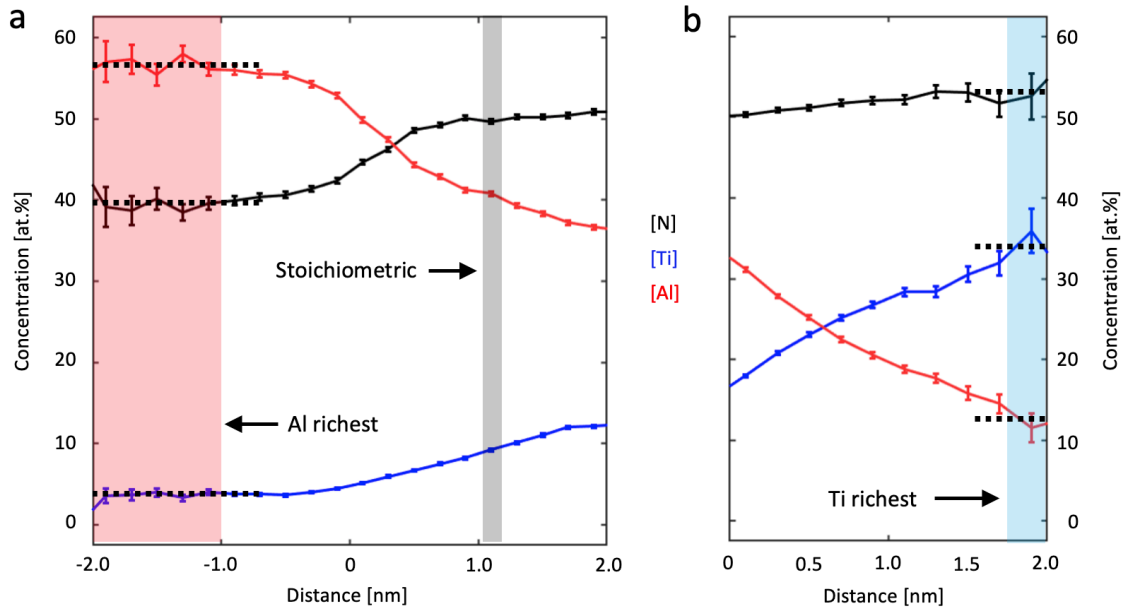 a
60
50
40
30
20
10
0
Concentration [at.%]
Stoichiometric
Al richest
-2.0
-1.0
0
1.0
2.0
Distance [nm]
[N]
[Ti]
[Al]
b
60
50
40
30
20
10
0
Concentration [at.%]
Ti richest
0
1.0
1.5
2.0
Distance [nm]